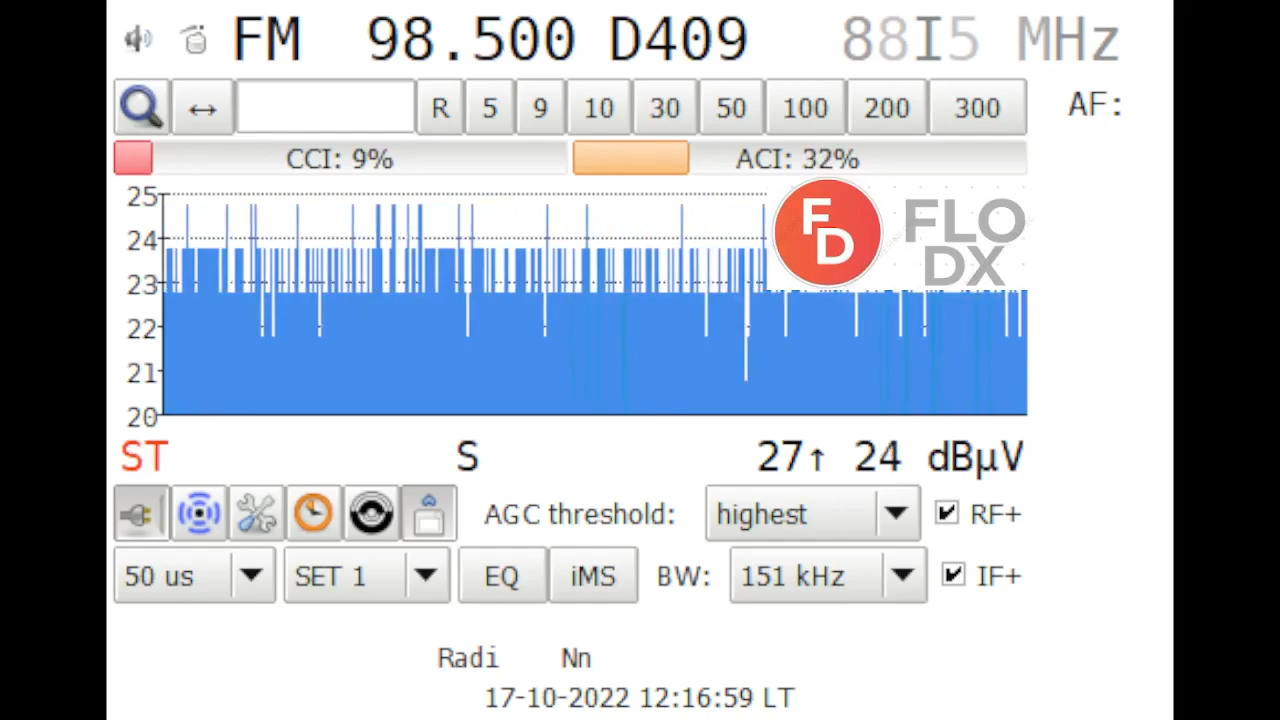 FM 98.500 D409 88I5 MHz
R 5 9 10 30 50 100 200 300 AF:
CCI: 9% ACI: 32%
25
24
23
22
21
20
FD FLO
DX
ST S 27↑ 24 dBµV
AGC threshold: highest RF+
50 us SET 1 EQ iMS BW: 151 kHz IF+
Radi Nn
17-10-2022 12:16:59 LT